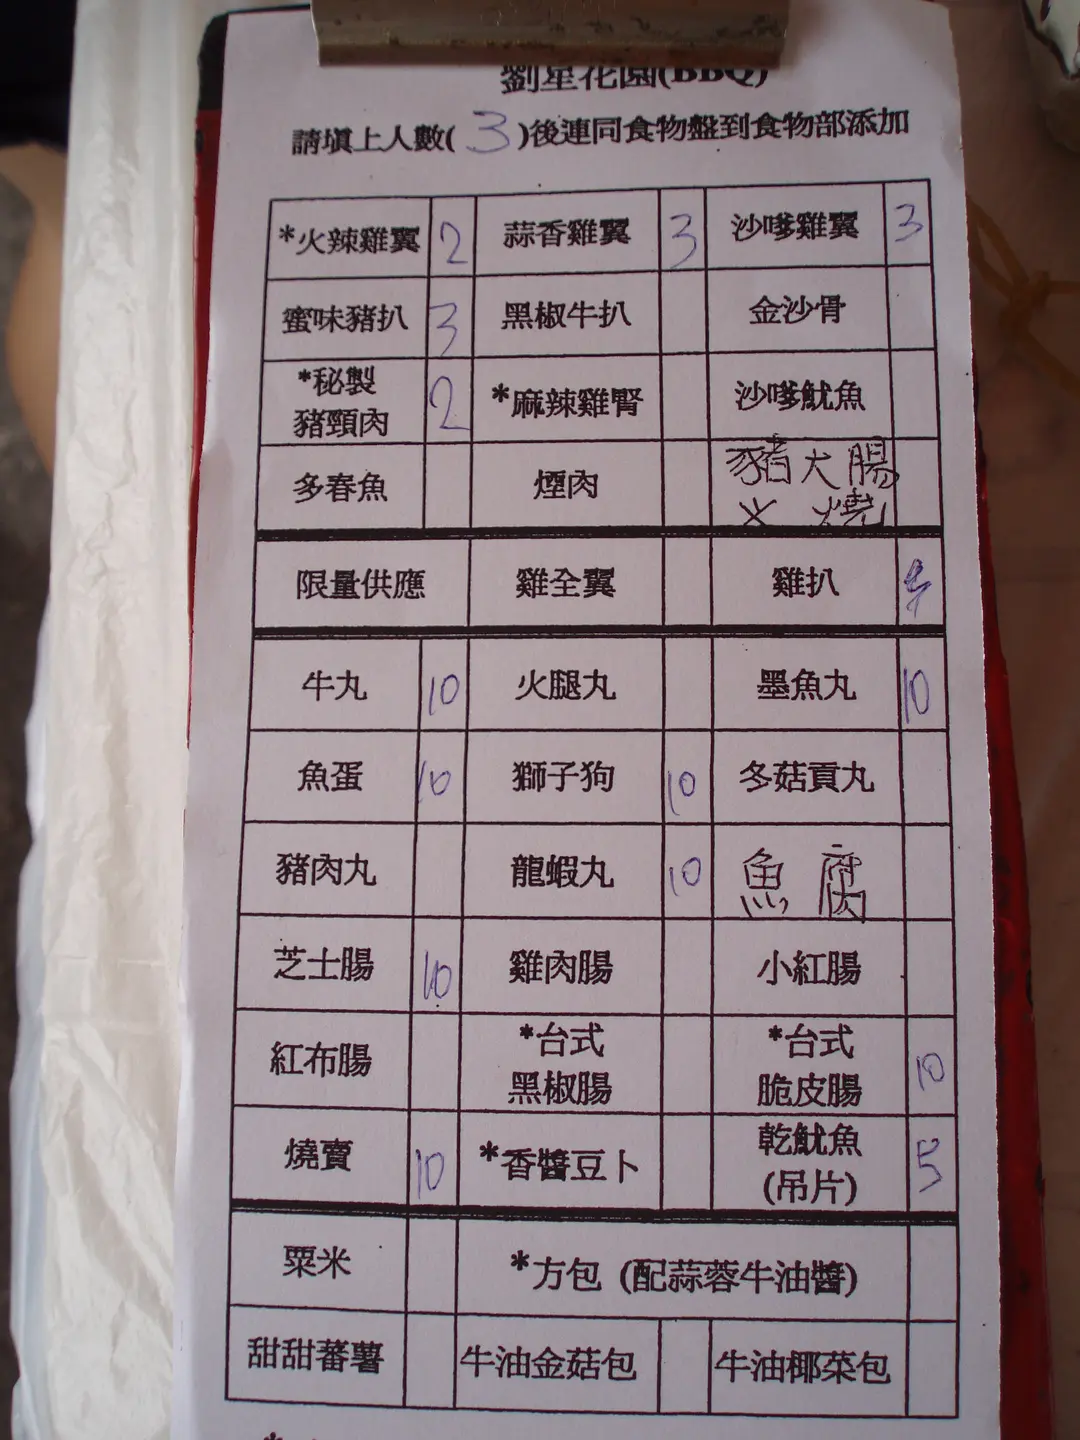 劉星花園(BBQ)
請填上人數( 3 )後連同食物盤到食物部添加
*火辣雞翼 2 蒜香雞翼 3 沙嗲雞翼 3
蜜味豬扒 3 黑椒牛扒 金沙骨
*秘製
豬頸肉 2 *麻辣雞腎 沙嗲魷魚
多春魚 煙肉 豬大腸
火燒
限量供應 雞全翼 雞扒
牛丸 10 火腿丸 墨魚丸 10
魚蛋 10 獅子狗 10 冬菇貢丸
豬肉丸 龍蝦丸 10 魚腐
芝士腸 10 雞肉腸 小紅腸
紅布腸 *台式
黑椒腸 *台式
脆皮腸 10
燒賣 10 *香醬豆卜 乾魷魚
(吊片) 5
粟米 *方包 (配蒜蓉牛油醬)
甜甜蕃薯 牛油金菇包 牛油椰菜包